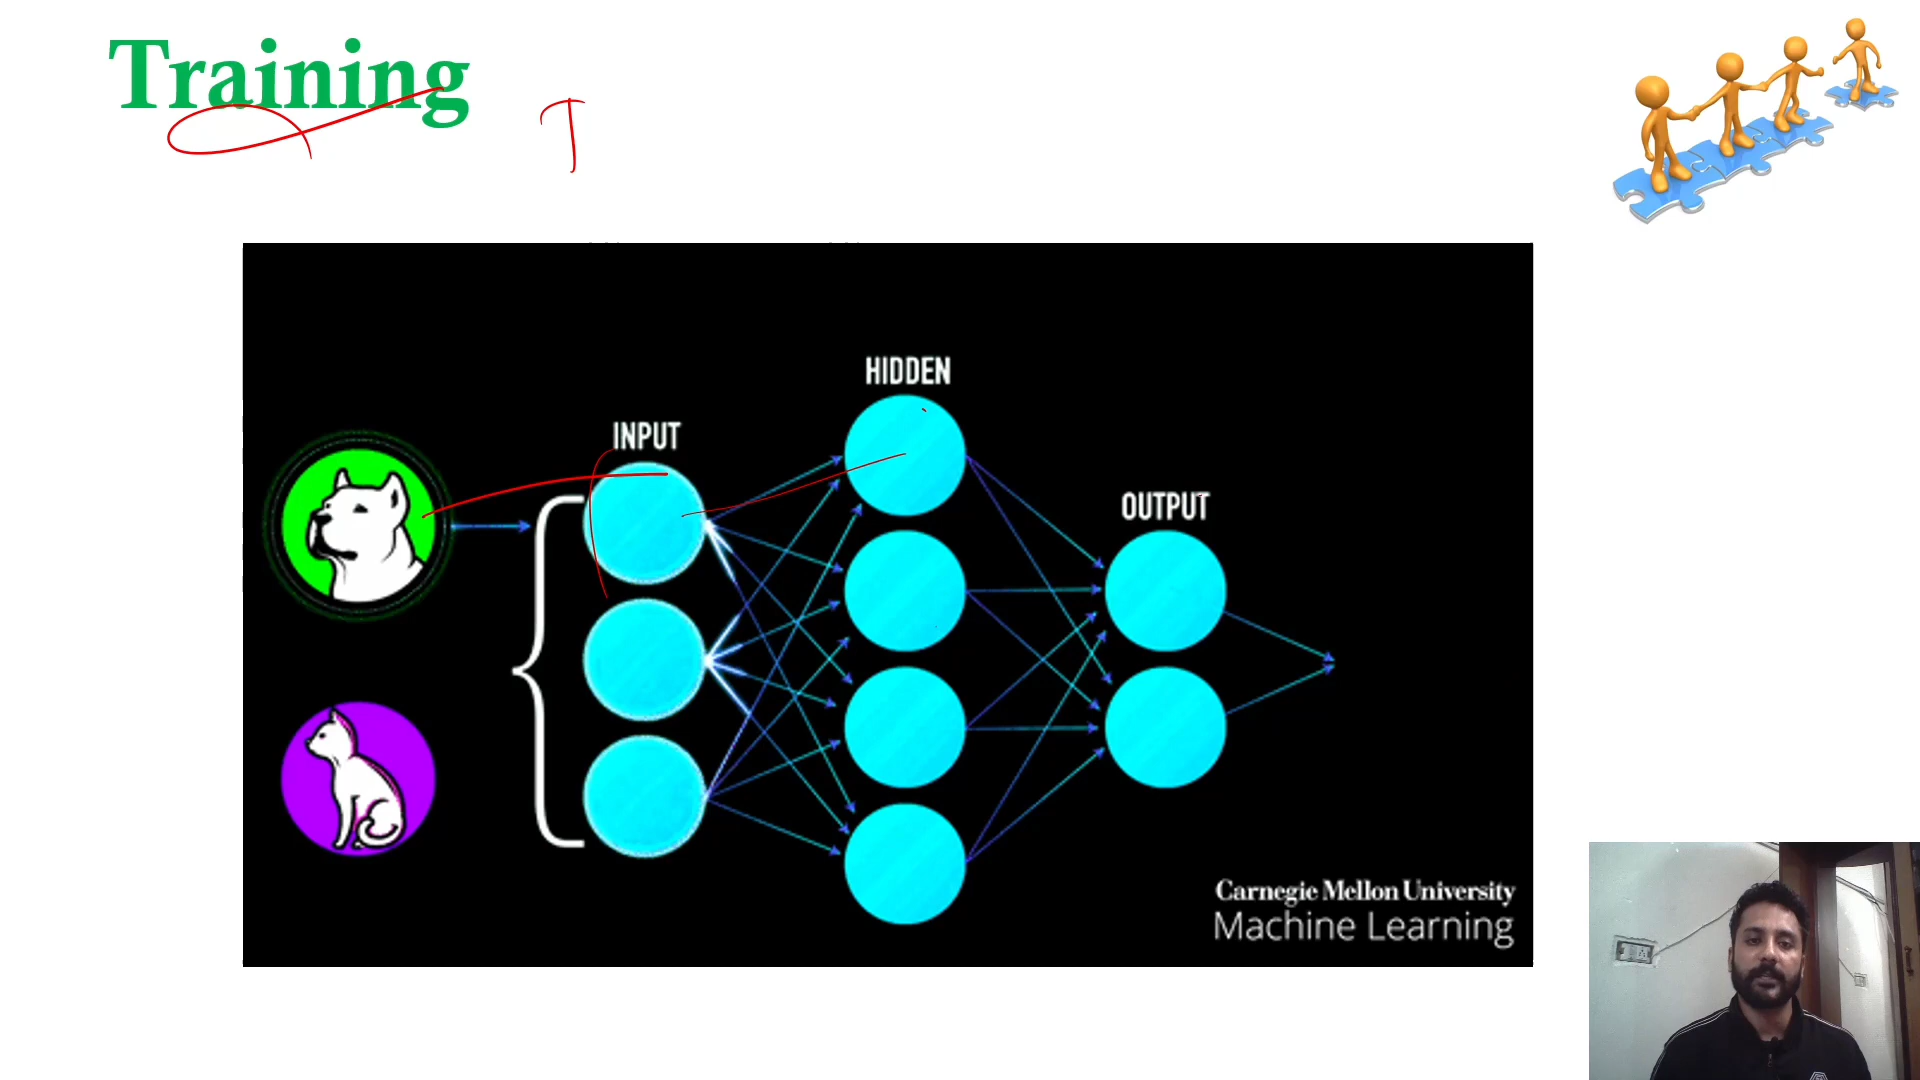 Training
T
HIDDEN
INPUT
OUTPUT
Carnegie Mellon University
Machine Learning